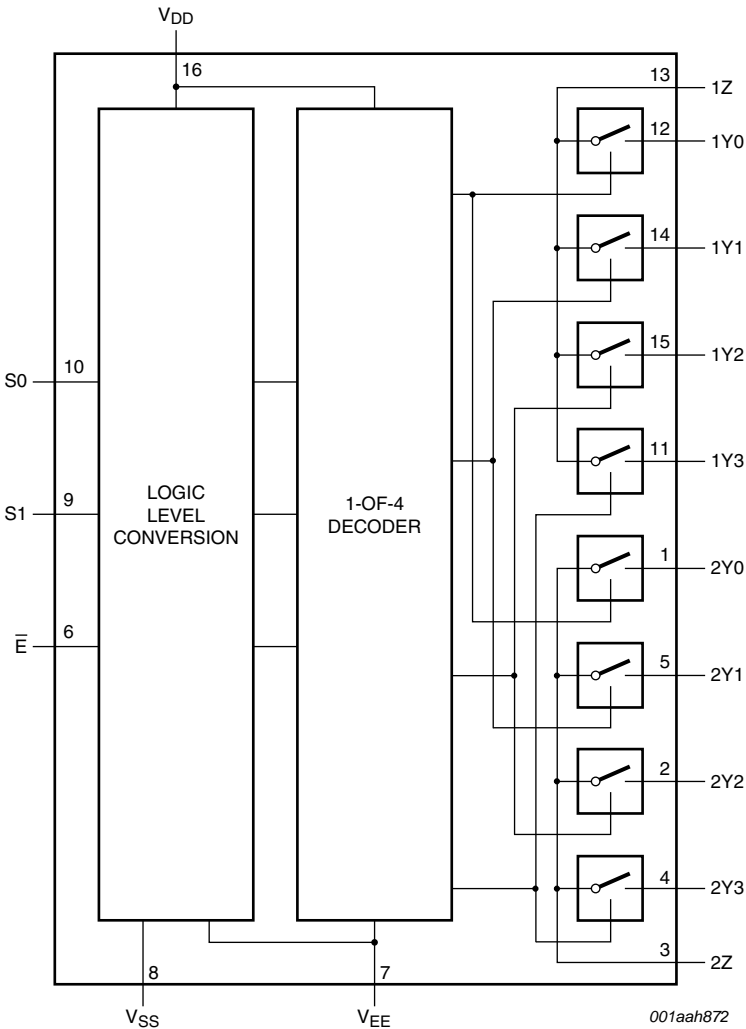 VDD
16
13
1Z
12
1Y0
14
1Y1
15
1Y2
10
S0
11
1Y3
9
S1
LOGIC
LEVEL
CONVERSION
1-OF-4
DECODER
1
2Y0
6
E̅
5
2Y1
2
2Y2
4
2Y3
3
2Z
8
7
VSS
VEE
001aah872